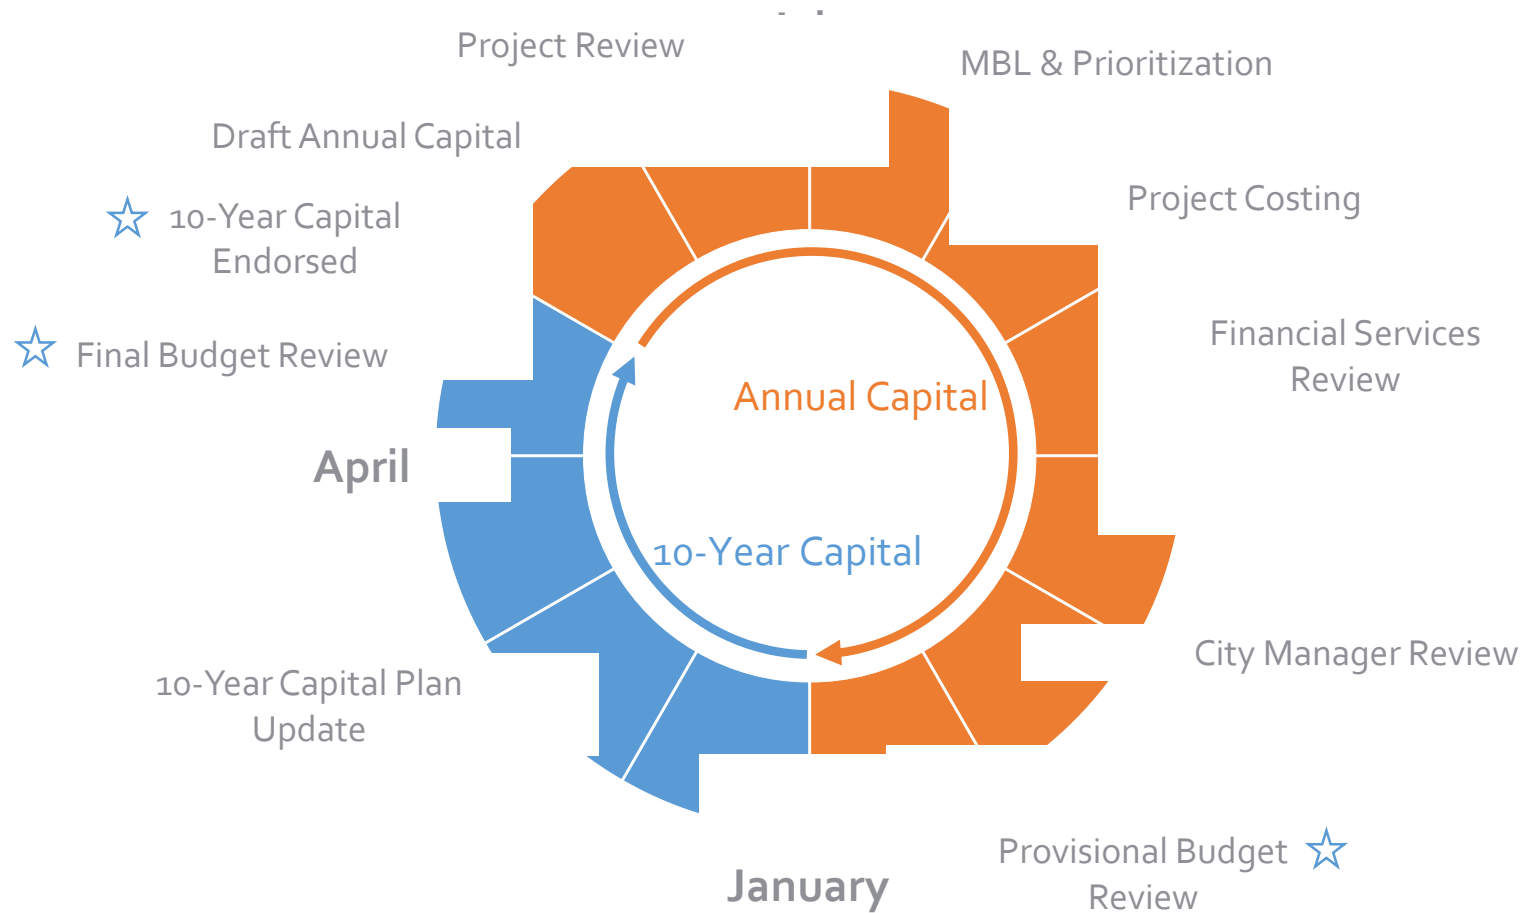 Project Review
MBL & Prioritization
Draft Annual Capital
Project Costing
10-Year Capital
Endorsed
Financial Services
Review
Final Budget Review
Annual Capital
April
10-Year Capital
City Manager Review
10-Year Capital Plan
Update
Provisional Budget
Review
January